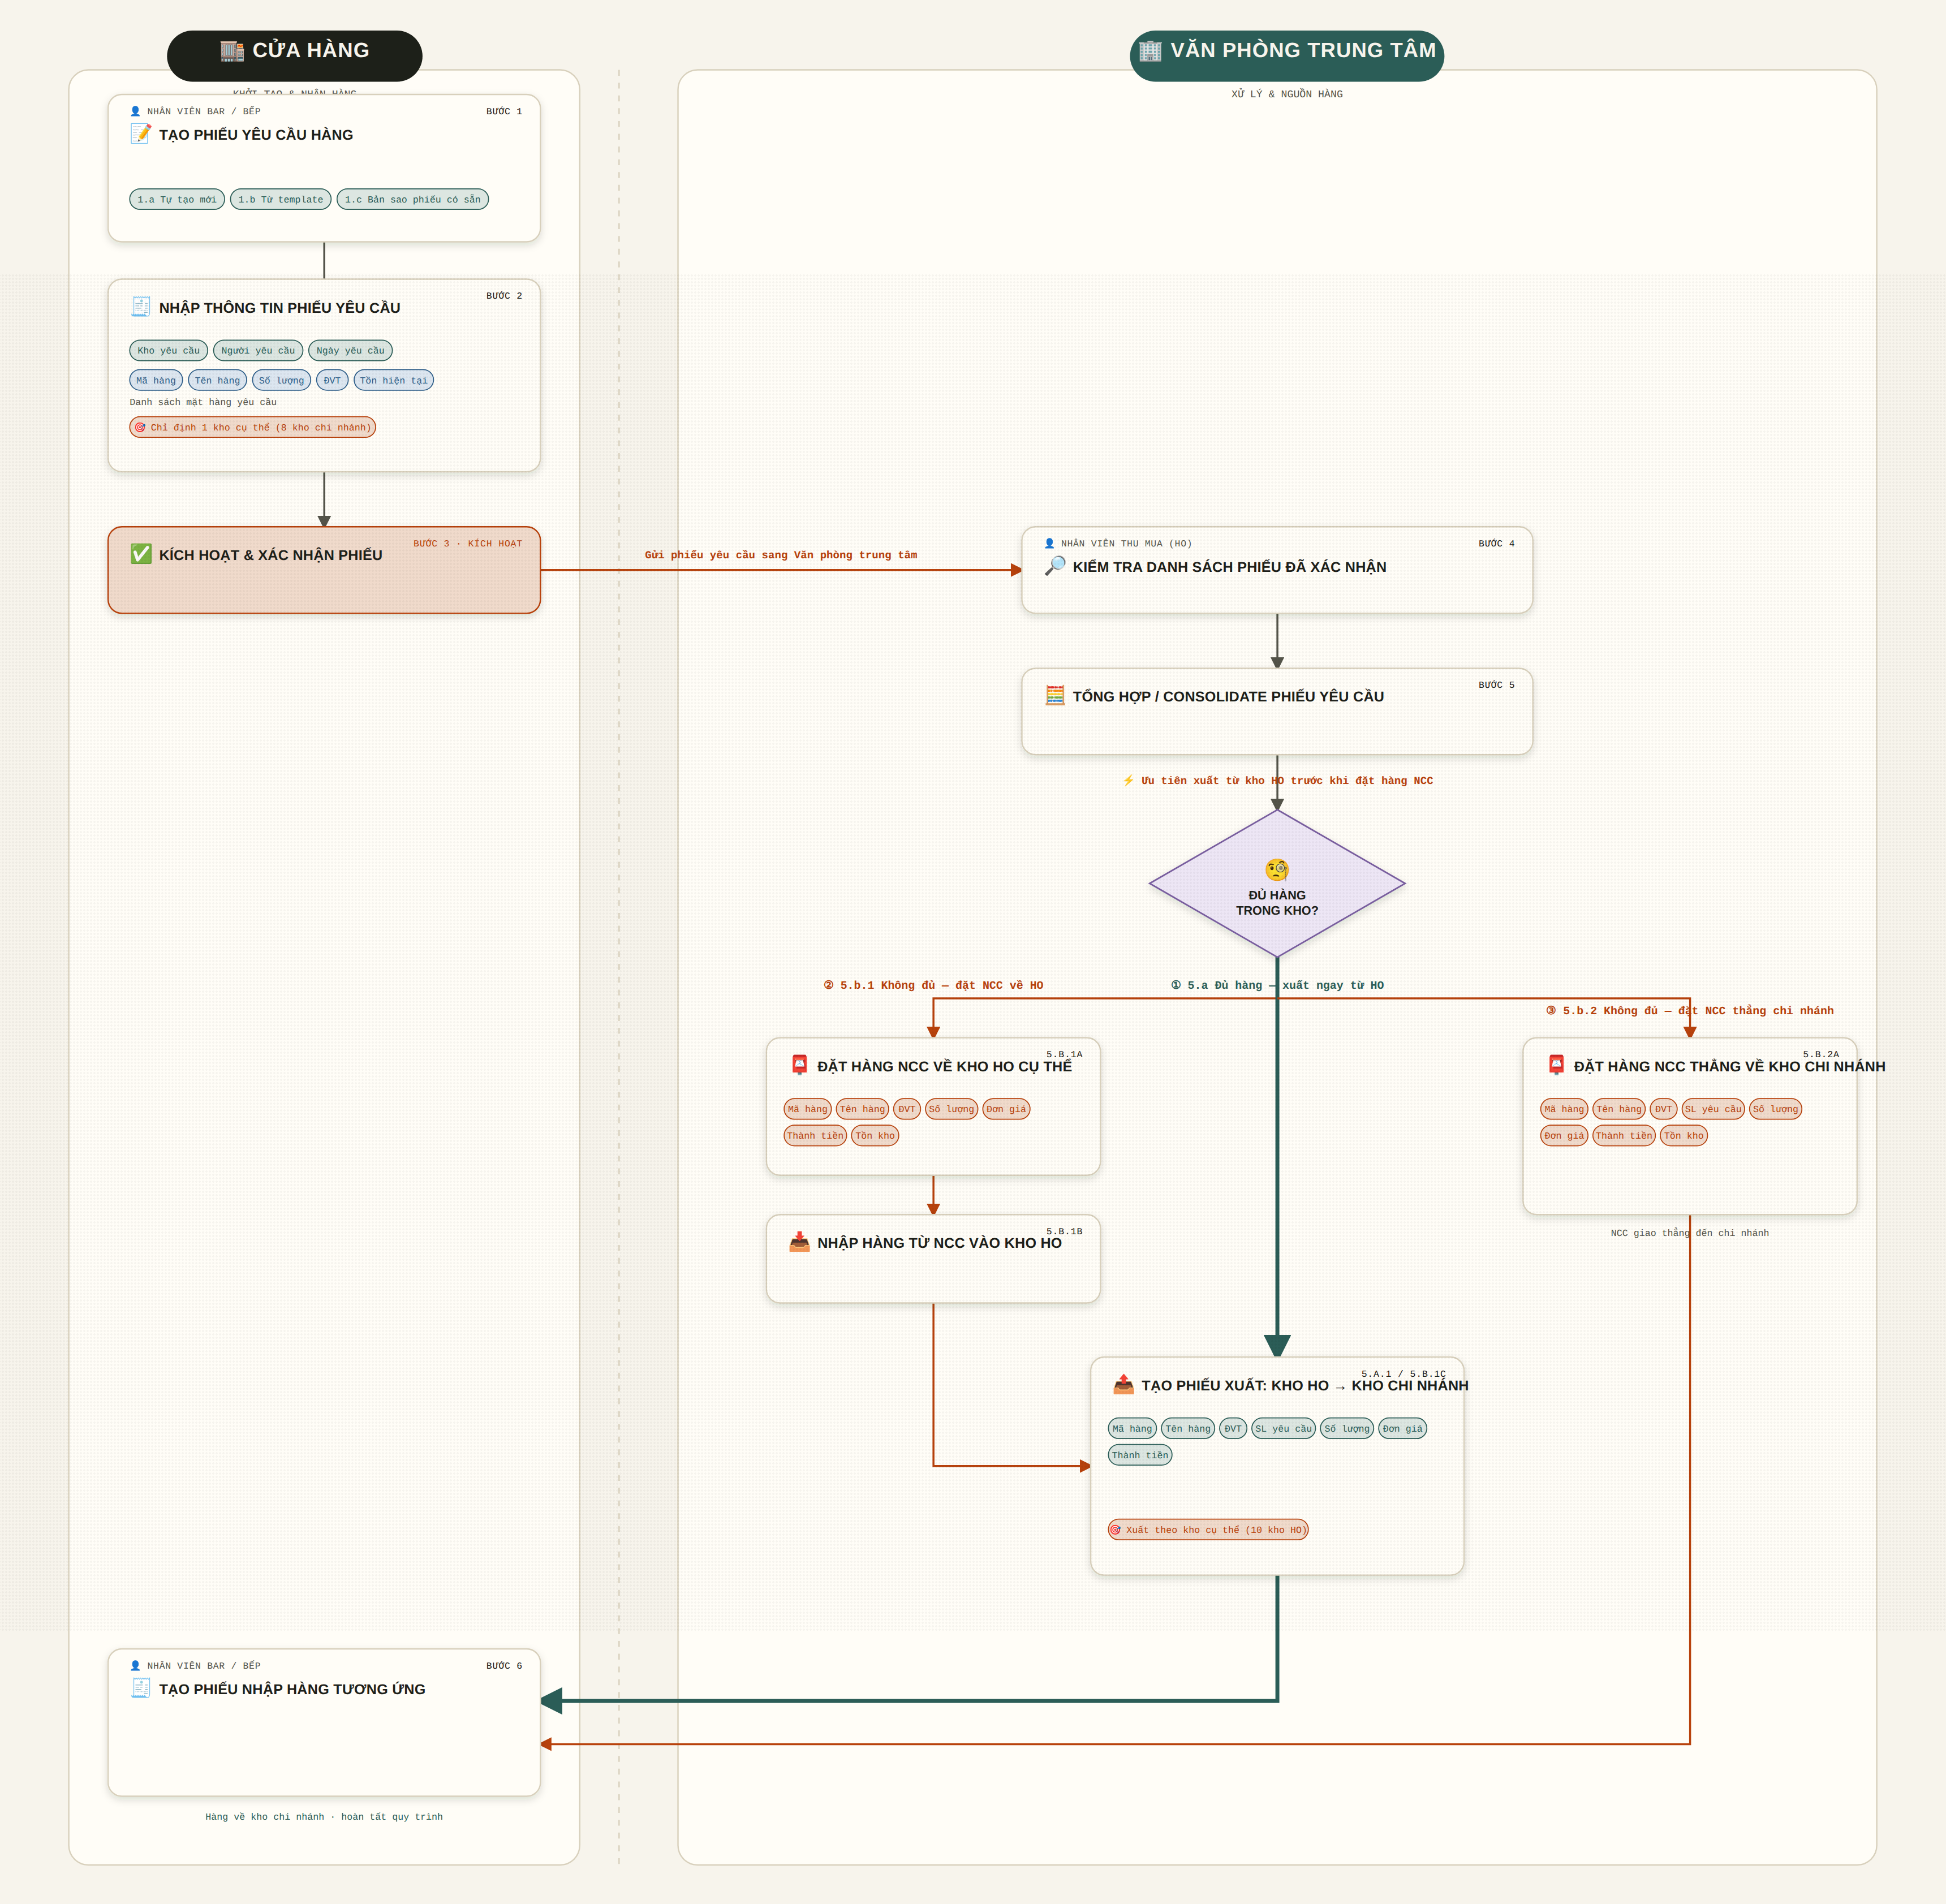 🏬 CỬA HÀNG
KHỞI TẠO & NHẬN HÀNG
👤 NHÂN VIÊN BAR / BẾP
BƯỚC 1
📝 TẠO PHIẾU YÊU CẦU HÀNG
1.a Tự tạo mới
1.b Từ template
1.c Bản sao phiếu có sẵn
BƯỚC 2
🧾 NHẬP THÔNG TIN PHIẾU YÊU CẦU
Kho yêu cầu
Người yêu cầu
Ngày yêu cầu
Mã hàng
Tên hàng
Số lượng
ĐVT
Tồn hiện tại
Danh sách mặt hàng yêu cầu
🎯 Chỉ định 1 kho cụ thể (8 kho chi nhánh)
BƯỚC 3 · KÍCH HOẠT
✅ KÍCH HOẠT & XÁC NHẬN PHIẾU
Gửi phiếu yêu cầu sang Văn phòng trung tâm
🏢 VĂN PHÒNG TRUNG TÂM
XỬ LÝ & NGUỒN HÀNG
👤 NHÂN VIÊN THU MUA (HO)
BƯỚC 4
🔎 KIỂM TRA DANH SÁCH PHIẾU ĐÃ XÁC NHẬN
BƯỚC 5
🧮 TỔNG HỢP / CONSOLIDATE PHIẾU YÊU CẦU
⚡ Ưu tiên xuất từ kho HO trước khi đặt hàng NCC
🧐
ĐỦ HÀNG
TRONG KHO?
② 5.b.1 Không đủ — đặt NCC về HO
① 5.a Đủ hàng — xuất ngay từ HO
③ 5.b.2 Không đủ — đặt NCC thẳng chi nhánh
5.B.1A
📮 ĐẶT HÀNG NCC VỀ KHO HO CỤ THỂ
Mã hàng
Tên hàng
ĐVT
Số lượng
Đơn giá
Thành tiền
Tồn kho
5.B.2A
📮 ĐẶT HÀNG NCC THẲNG VỀ KHO CHI NHÁNH
Mã hàng
Tên hàng
ĐVT
SL yêu cầu
Số lượng
Đơn giá
Thành tiền
Tồn kho
NCC giao thẳng đến chi nhánh
5.B.1B
📥 NHẬP HÀNG TỪ NCC VÀO KHO HO
5.A.1 / 5.B.1C
📤 TẠO PHIẾU XUẤT: KHO HO → KHO CHI NHÁNH
Mã hàng
Tên hàng
ĐVT
SL yêu cầu
Số lượng
Đơn giá
Thành tiền
🎯 Xuất theo kho cụ thể (10 kho HO)
👤 NHÂN VIÊN BAR / BẾP
BƯỚC 6
🧾 TẠO PHIẾU NHẬP HÀNG TƯƠNG ỨNG
Hàng về kho chi nhánh · hoàn tất quy trình